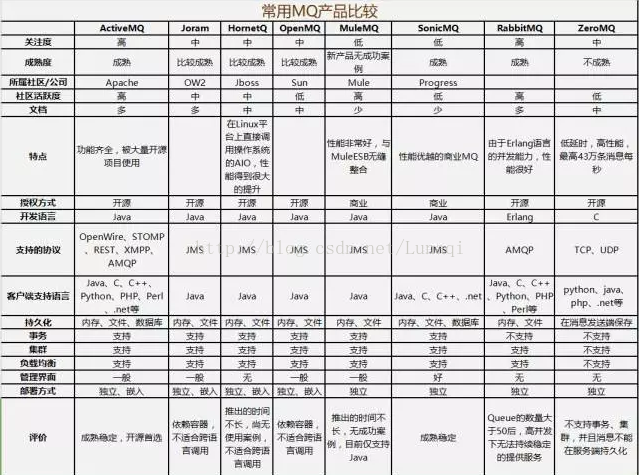 常用MQ产品比较
ActiveMQ Joram HornetQ OpenMQ MuleMQ SonicMQ RabbitMQ ZeroMQ
关注度 高 中 中 中 低 低 高 中
成熟度 成熟 比较成熟 比较成熟 比较成熟 新产品无成功案例 成熟 成熟 不成熟
所属社区/公司 Apache OW2 Jboss Sun Mule Progress
社区活跃度 高 中 中 低 高 低 高 低
文档 多 多 中 中 少 少 多 中
特点 功能齐全，被大量开源项目使用 在Linux平台上直接调用操作系统的AIO，性能得到很大的提升 性能非常好，与MuleESB无缝整合 性能优越的商业MQ 由于Erlang语言的并发能力，性能很好 低延时，高性能，最高43万条消息每秒
授权方式 开源 开源 开源 开源 商业 商业 开源 开源
开发语言 Java Java Java Java Java Java Erlang C
支持的协议 OpenWire、STOMP、REST、XMPP、AMQP JMS JMS JMS JMS JMS AMQP TCP、UDP
客户端支持语言 Java、C、C++、Python、PHP、Perl、.net等 Java Java Java Java Java、C、C++、.net Java、C、C++、Python、PHP、Perl等 python、java、php、.net等
持久化 内存、文件、数据库 内存、文件 内存、文件 内存、文件 内存、文件 内存、文件、数据库 内存、文件 在消息发送端保存
事务 支持 支持 支持 支持 支持 支持 不支持 不支持
集群 支持 支持 支持 支持 支持 支持 支持 不支持
负载均衡 支持 支持 支持 支持 支持 支持 支持 不支持
管理界面 一般 一般 无 一般 一般 好 无 无
部署方式 独立、嵌入 独立、嵌入 独立、嵌入 独立、嵌入 独立 独立 独立 独立
评价 成熟稳定，开源首选 依赖容器，不适合跨语言调用 推出的时间不长，尚无使用案例，不适合跨语言调用 依赖容器，不适合跨语言调用 推出的时间不长，无成功案例，目前仅支持Java 成熟稳定 Queue的数量大于50后，高并发下无法持续稳定的提供服务 不支持事务、集群，并且消息不能在服务端持久化